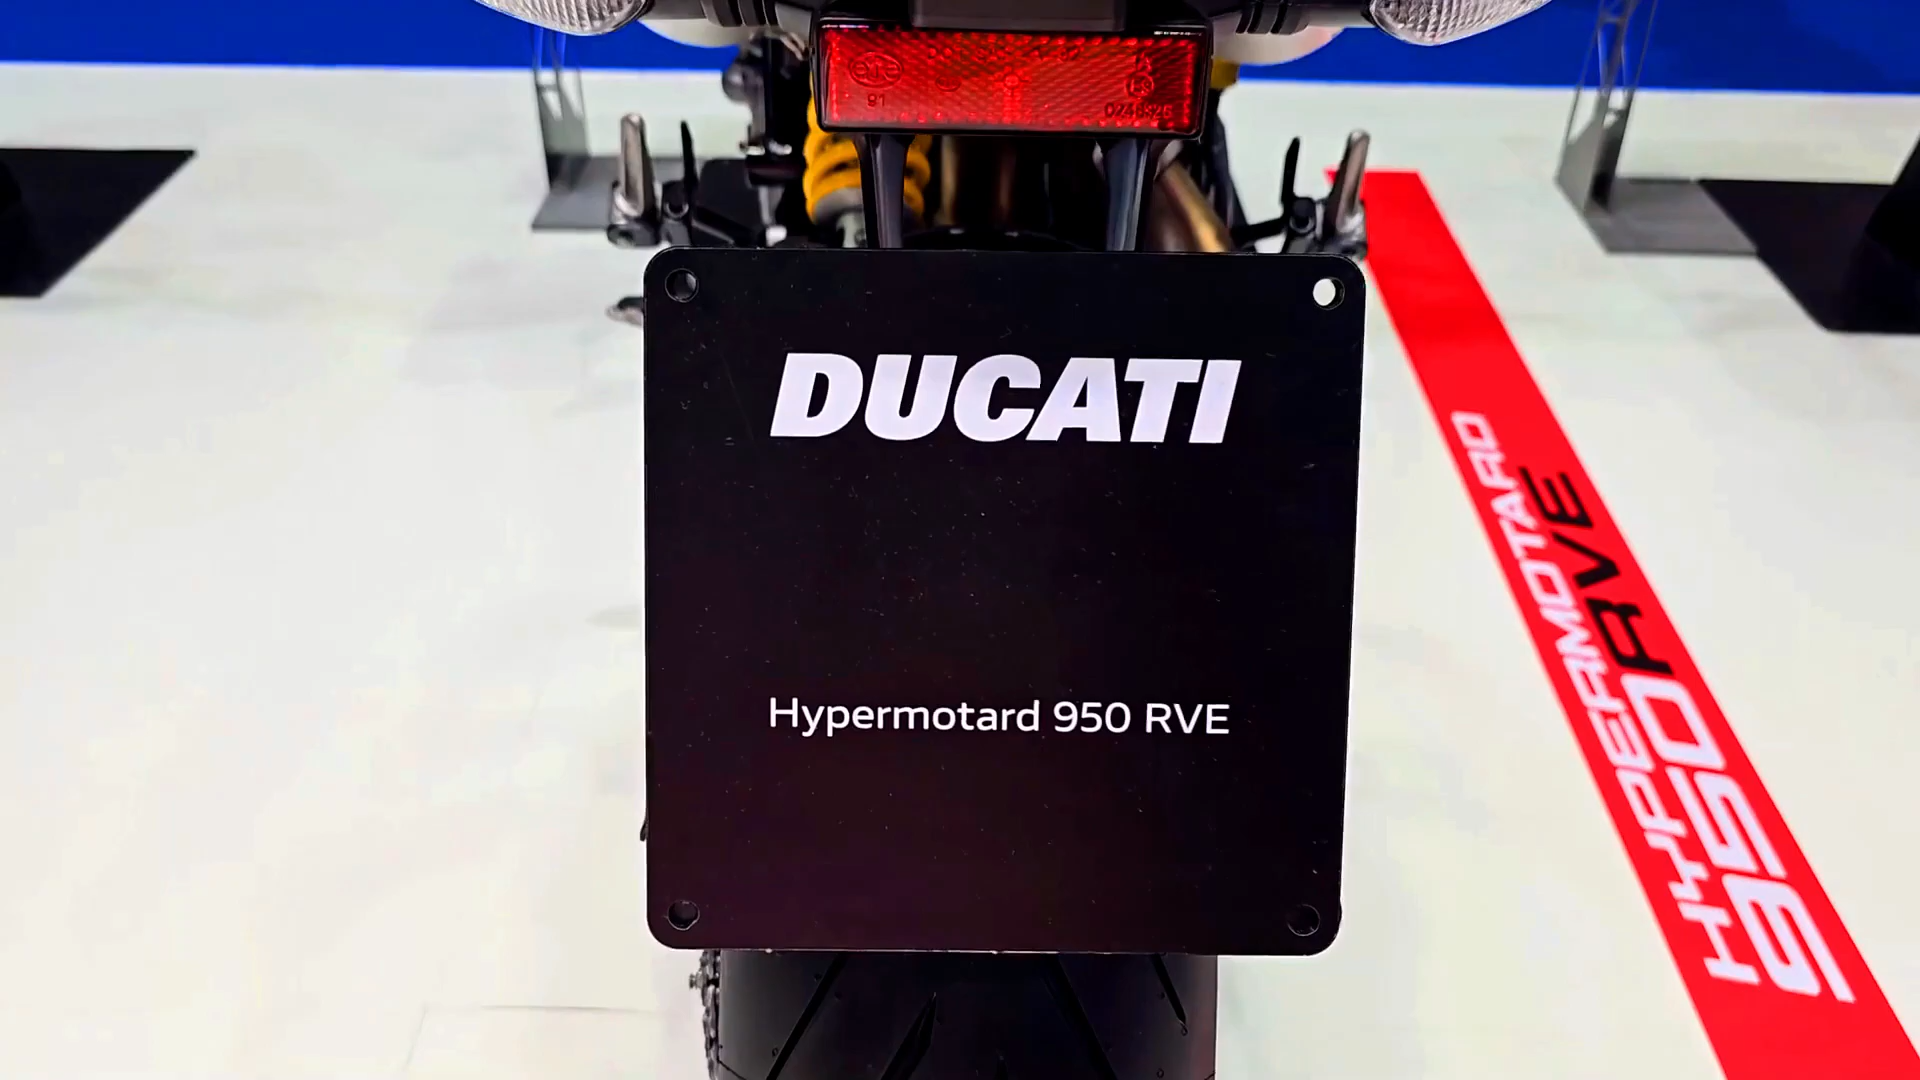 DUCATI
Hypermotard 950 RVE
HYPERMOTARD
950 RVE